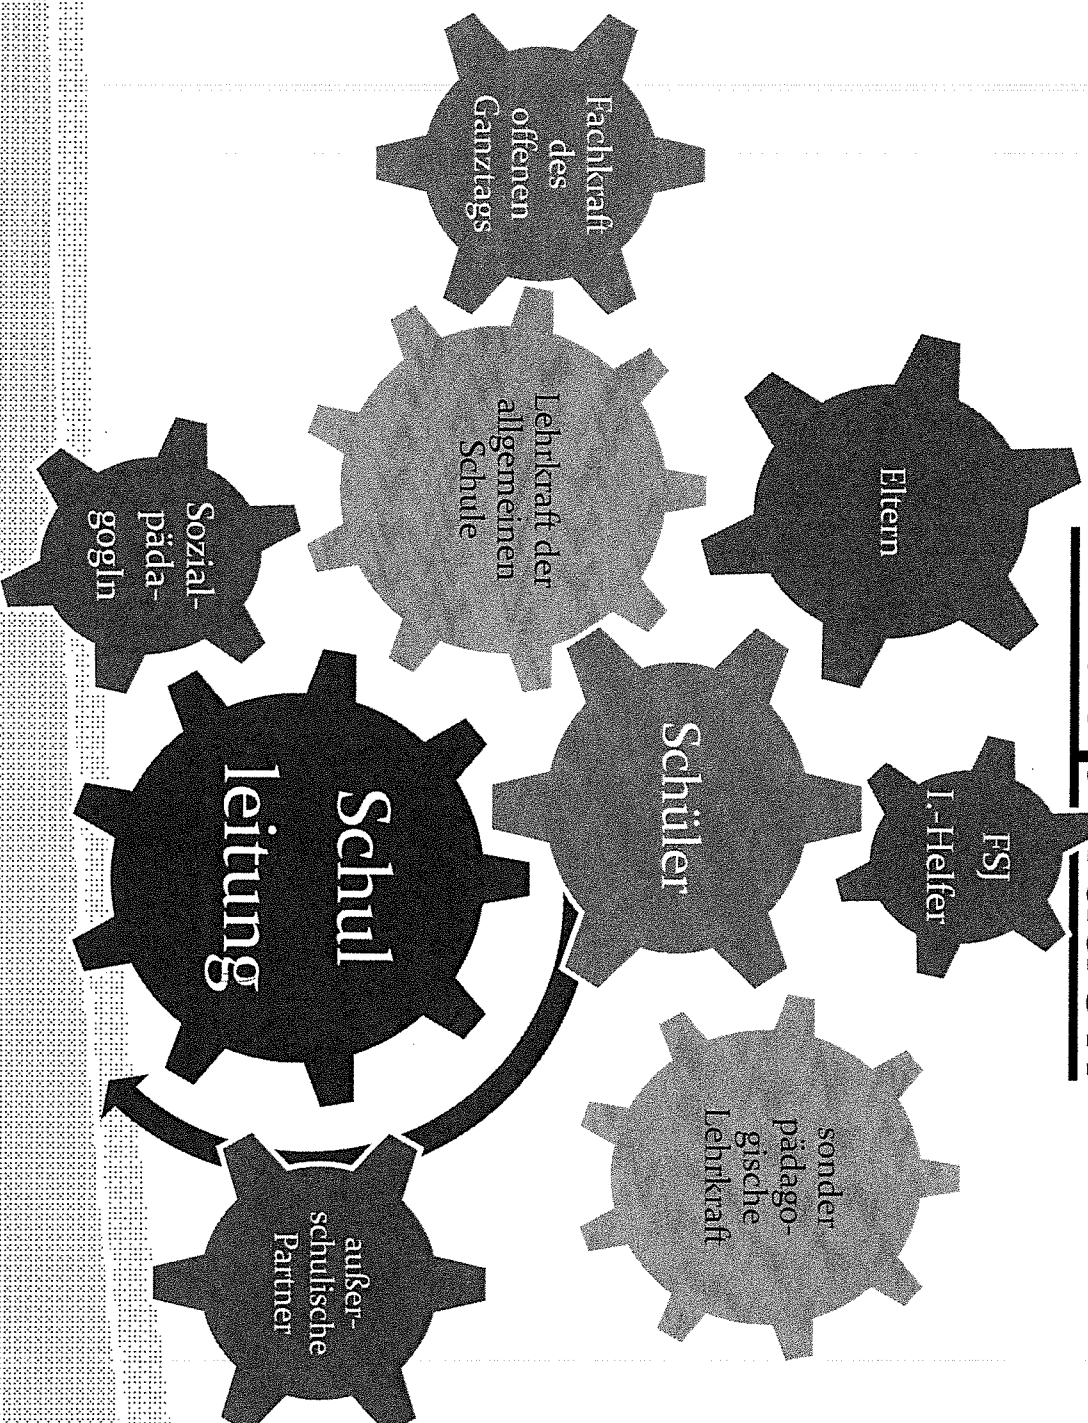 FSJ
I.-Helfer
Eltern
sonder
pädago-
gische
Lehrkraft
Schüler
Fachkraft
des
offenen
Ganztags
Lehrkraft der
allgemeinen
Schule
Schul
leitung
außer-
schulische
Partner
Sozial-
päda-
gogIn